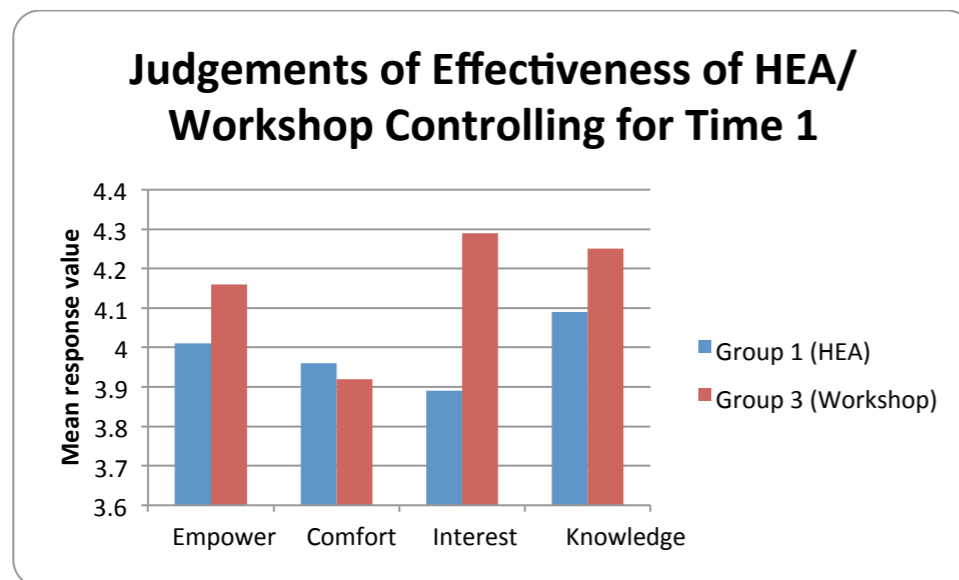 Judgements of Effectiveness of HEA/
Workshop Controlling for Time 1
Mean response value
4.4
4.3
4.2
4.1
4
3.9
3.8
3.7
3.6
Empower Comfort Interest Knowledge
Group 1 (HEA)
Group 3 (Workshop)